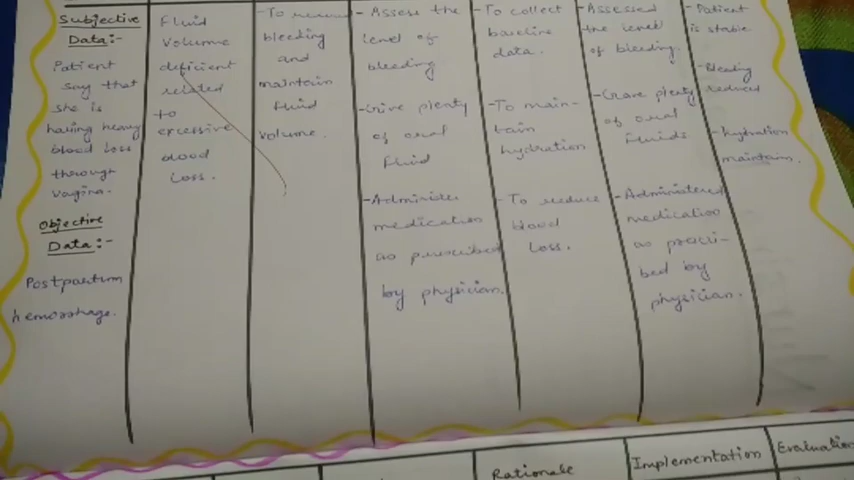 Subjective
Data:-
Patient
say that
she is
having heavy
blood loss
through
vagina.
Objective
Data:-
Postpartum
hemorrhage.
Fluid
volume
deficient
related
to
excessive
blood
loss.
-To
bleeding
and
maintain
fluid
volume.
- Assess the
level of
bleeding
-Give plenty
of oral
fluid
-Administer
medication
as prescribed
by physician.
-To collect
baseline
data.
-To main-
tain
hydration
-To reduce
blood
loss.
-Assessed
the level
of bleeding.
-Gave plenty
of oral
fluids.
-Administered
medication
as prescri-
bed by
physician.
-Patient
is stable
-Bleeding
reduced
-hydration
maintain.
Rationale
Implementation
Evaluation